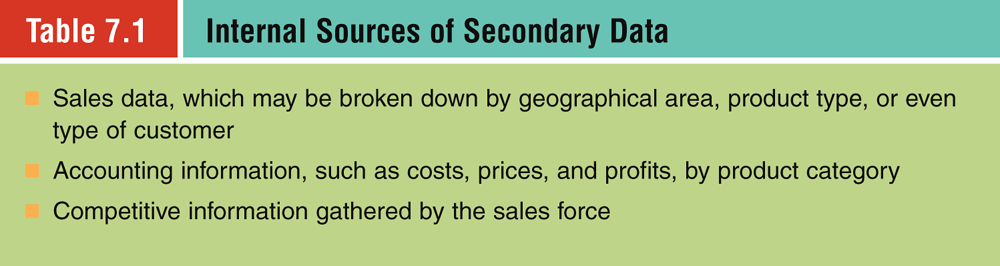 Table 7.1 Internal Sources of Secondary Data
Sales data, which may be broken down by geographical area, product type, or even
type of customer
Accounting information, such as costs, prices, and profits, by product category
Competitive information gathered by the sales force